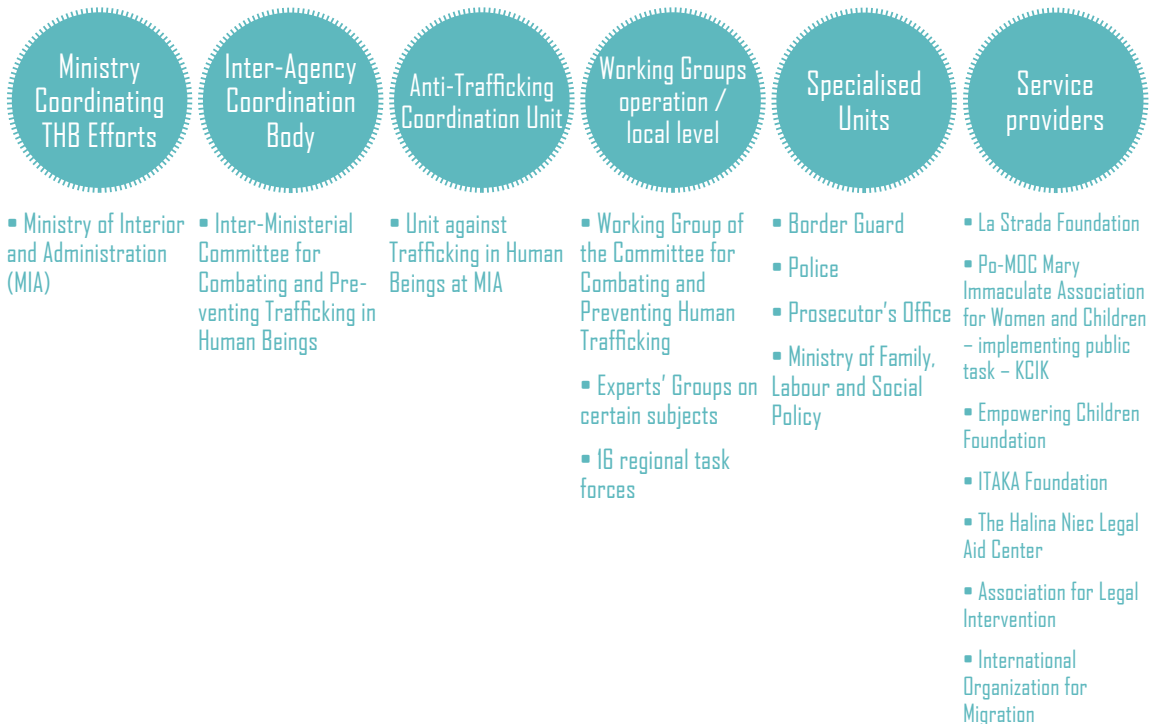 Ministry
Coordinating
THB Efforts
Inter-Agency
Coordination
Body
Anti-Trafficking
Coordination Unit
Working Groups
operation /
local level
Specialised
Units
Service
providers
▪ Ministry of Interior
and Administration
(MIA)
▪ Inter-Ministerial
Committee for
Combating and Pre-
venting Trafficking in
Human Beings
▪ Unit against
Trafficking in Human
Beings at MIA
▪ Working Group of
the Committee for
Combating and
Preventing Human
Trafficking
▪ Experts' Groups on
certain subjects
▪ 16 regional task
forces
▪ Border Guard
▪ Police
▪ Prosecutor's Office
▪ Ministry of Family,
Labour and Social
Policy
▪ La Strada Foundation
▪ Po-MOC Mary
Immaculate Association
for Women and Children
– implementing public
task – KCIK
▪ Empowering Children
Foundation
▪ ITAKA Foundation
▪ The Halina Niec Legal
Aid Center
▪ Association for Legal
Intervention
▪ International
Organization for
Migration